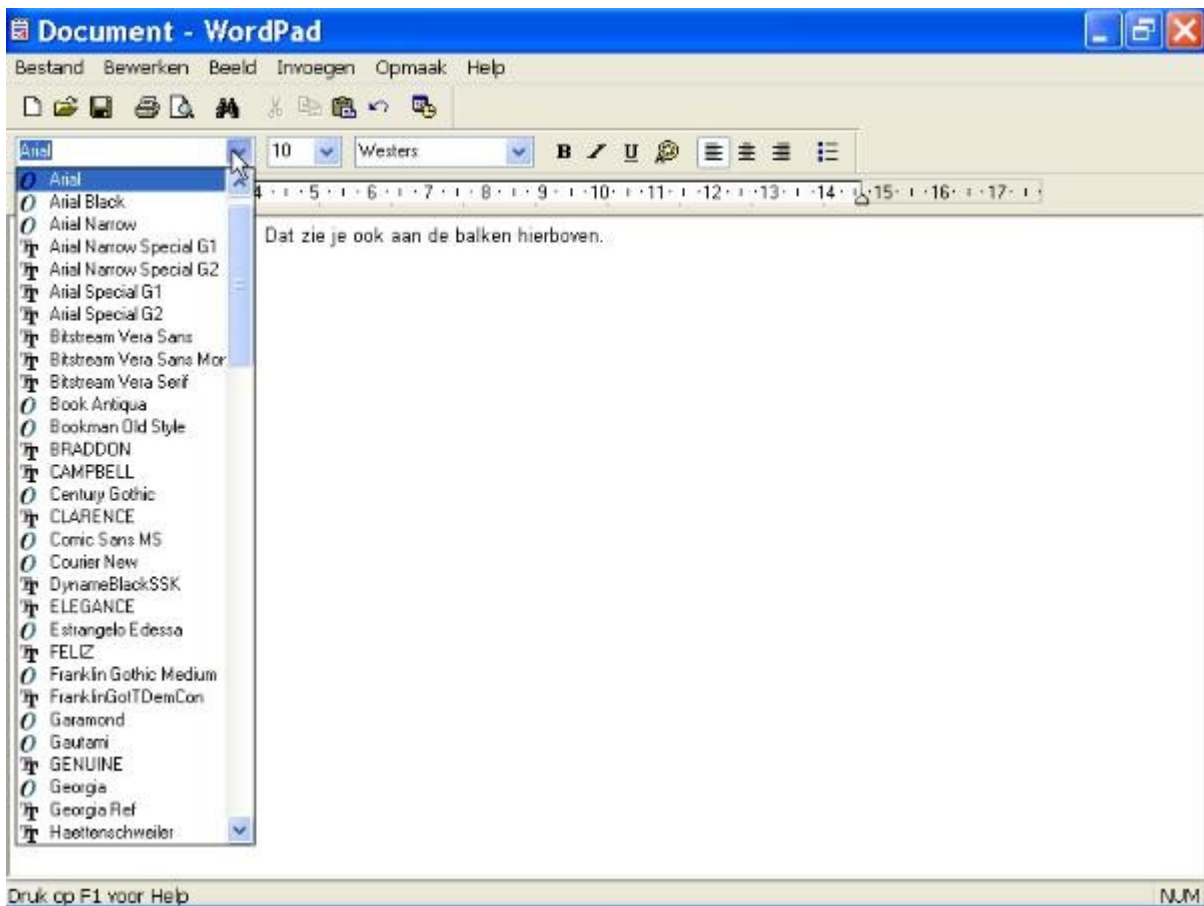 Document - WordPad
Bestand Bewerken Beeld Invoegen Opmaak Help
Arial 10 Westers B I U
4 5 6 7 8 9 10 11 12 13 14 15 16 17
Dat zie je ook aan de balken hierboven.
Arial
Arial Black
Arial Narrow
Arial Narrow Special G1
Arial Narrow Special G2
Arial Special G1
Arial Special G2
Bitstream Vera Sans
Bitstream Vera Sans Mor
Bitstream Vera Serif
Book Antiqua
Bookman Old Style
BRADDON
CAMPBELL
Century Gothic
CLARENCE
Comic Sans MS
Courier New
DynameBlackSSK
ELEGANCE
Estrangelo Edessa
FELIZ
Franklin Gothic Medium
FranklinGotTDemCon
Garamond
Gautami
GENUINE
Georgia
Georgia Ref
Haettenschweiler
Druk op F1 voor Help NUM